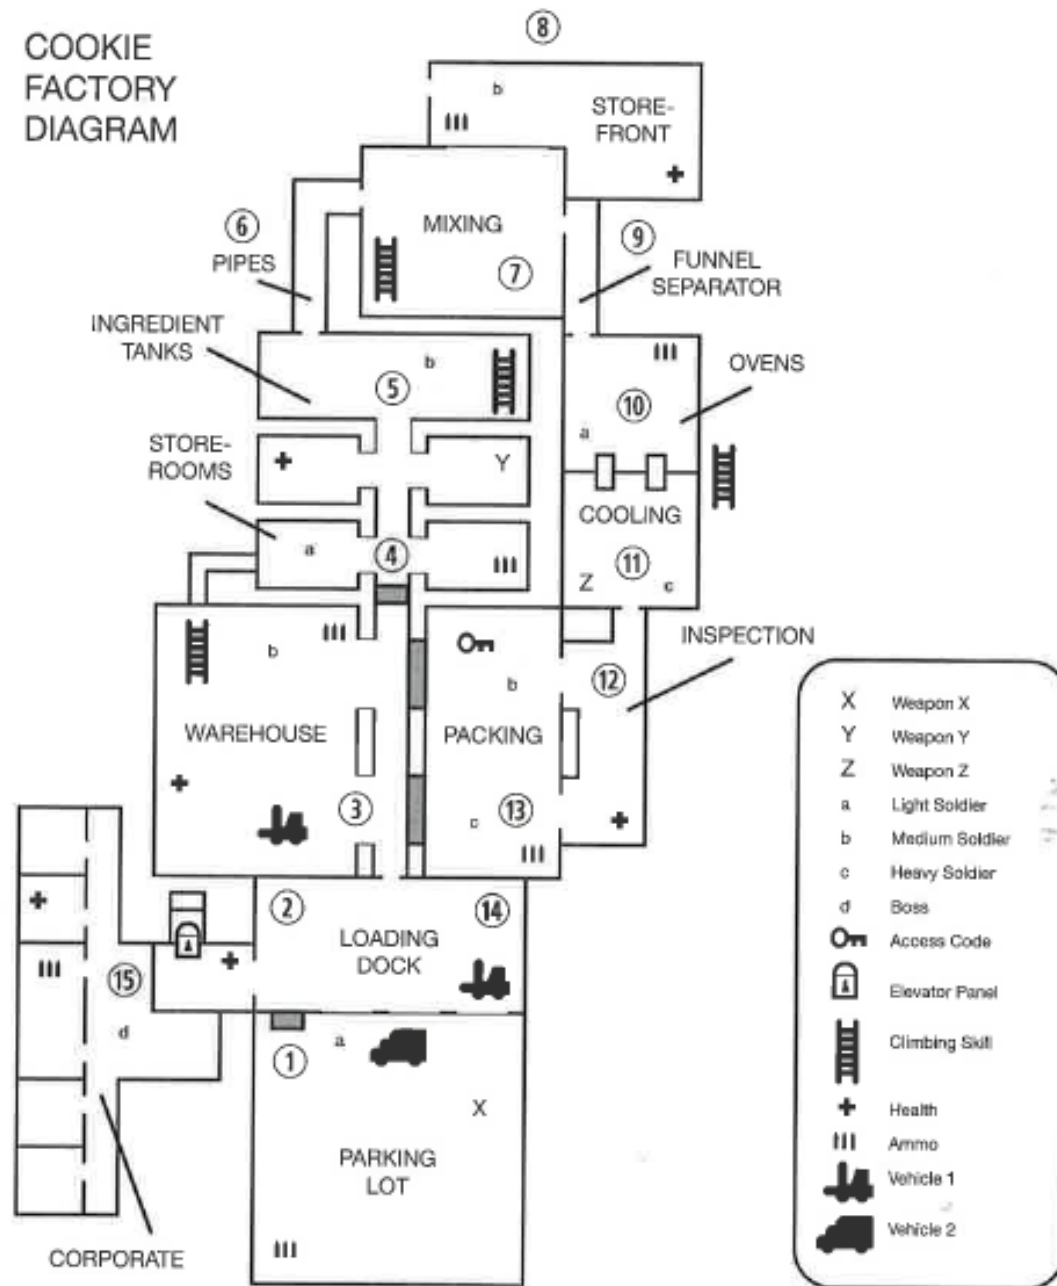 COOKIE
FACTORY
DIAGRAM
8
b
STORE-
FRONT
MIXING
6
PIPES
7
9
FUNNEL
SEPARATOR
INGREDIENT
TANKS
b
5
OVENS
10
a
STORE-
ROOMS
Y
COOLING
a
4
11
Z
c
b
INSPECTION
b
12
WAREHOUSE
PACKING
3
c
13
2
14
LOADING
DOCK
15
d
1
a
X
PARKING
LOT
CORPORATE
X Weapon X
Y Weapon Y
Z Weapon Z
a Light Soldier
b Medium Soldier
c Heavy Soldier
d Boss
Access Code
Elevator Panel
Climbing Skill
Health
Ammo
Vehicle 1
Vehicle 2